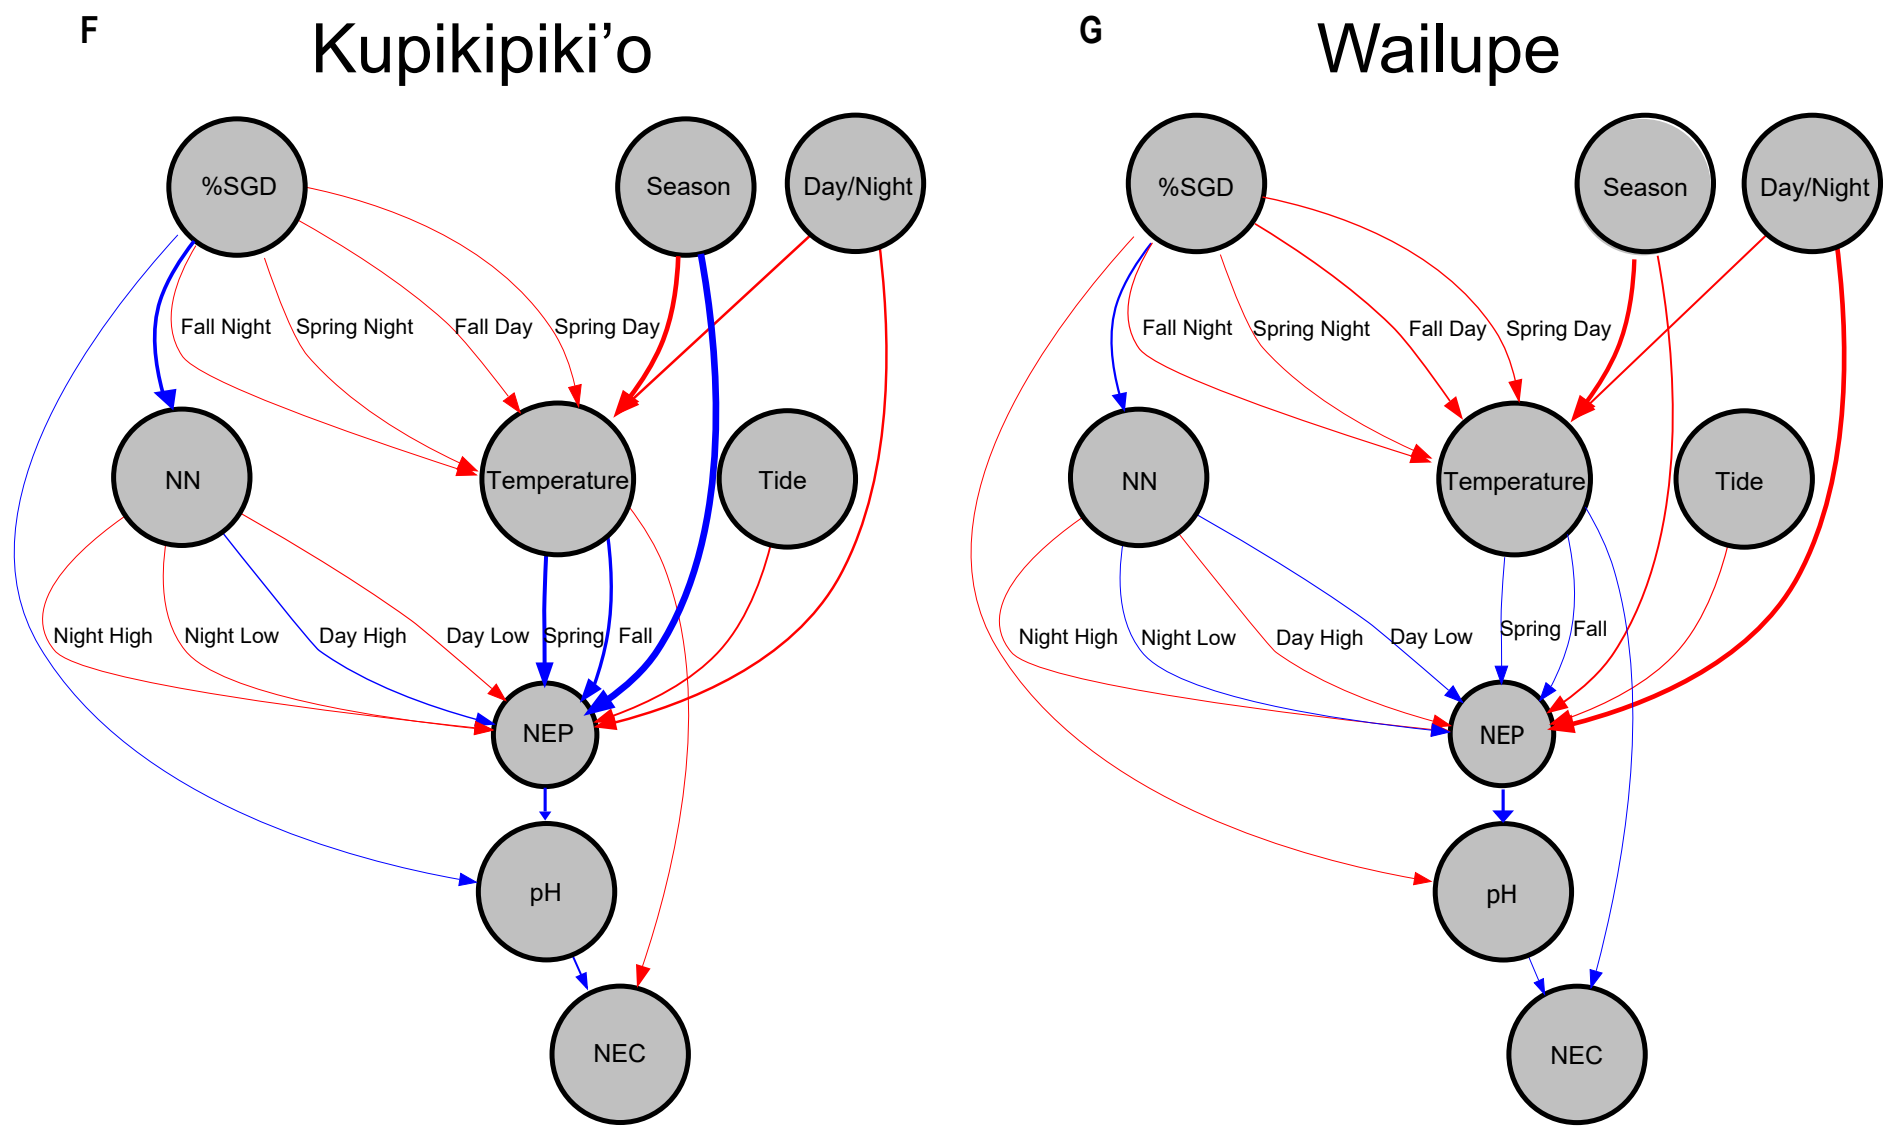 F
Kupikipiki’o
%SGD
Season
Day/Night
Fall Night
Spring Night
Fall Day
Spring Day
NN
Temperature
Tide
Night High
Night Low
Day High
Day Low
Spring
Fall
NEP
pH
NEC
G
Wailupe
%SGD
Season
Day/Night
Fall Night
Spring Night
Fall Day
Spring Day
NN
Temperature
Tide
Night High
Night Low
Day High
Day Low
Spring
Fall
NEP
pH
NEC